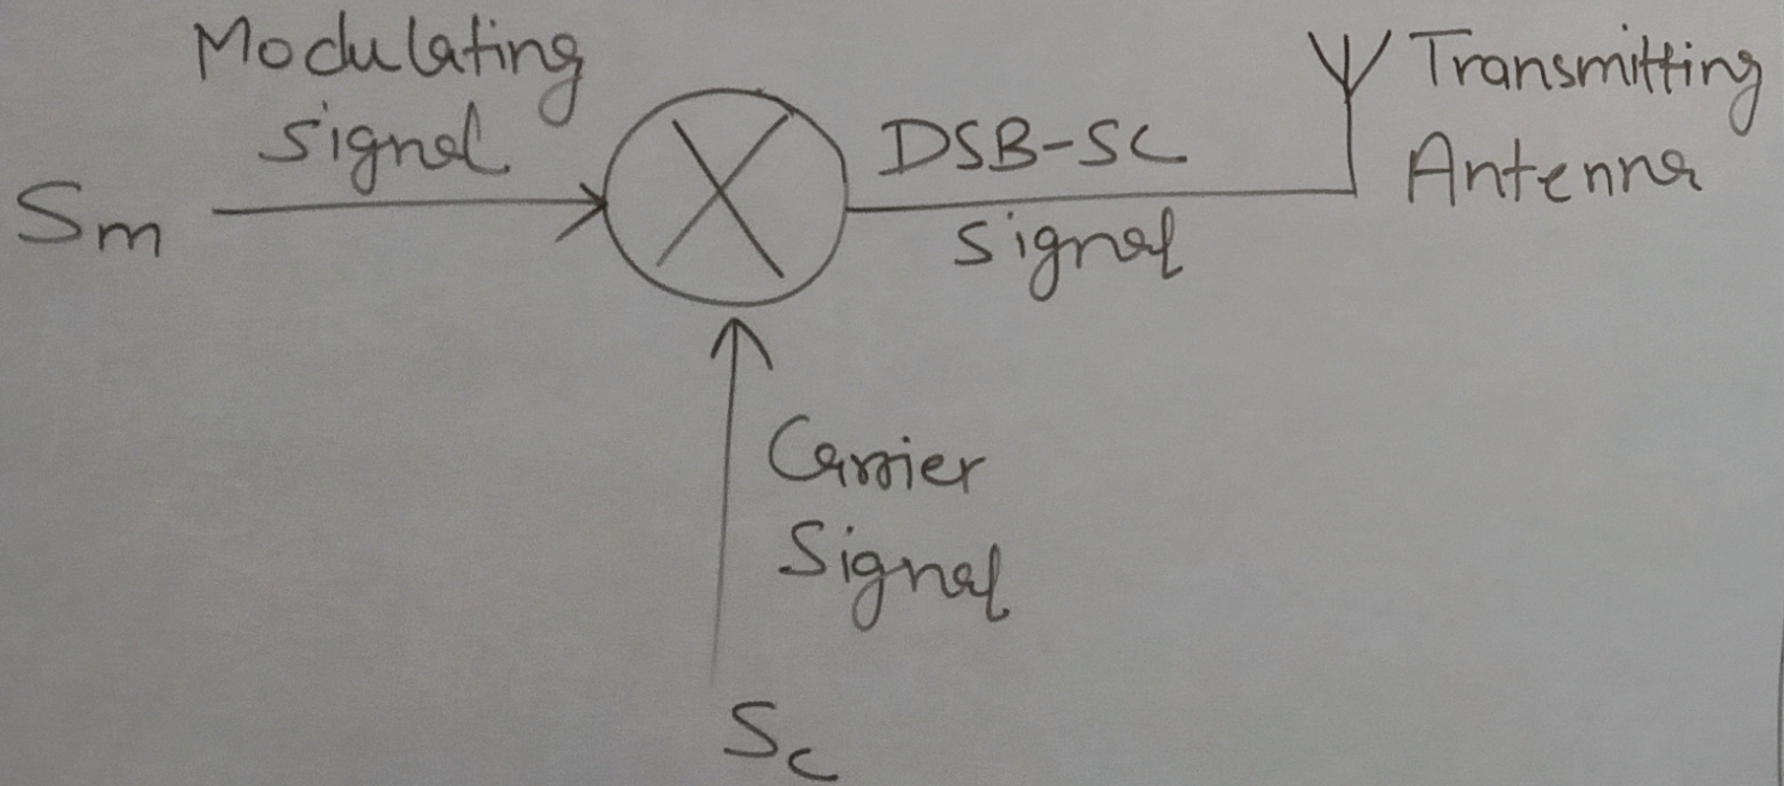 Modulating
signal
Sm
DSB-SC
signal
Transmitting
Antenna
Carrier
Signal
Sc